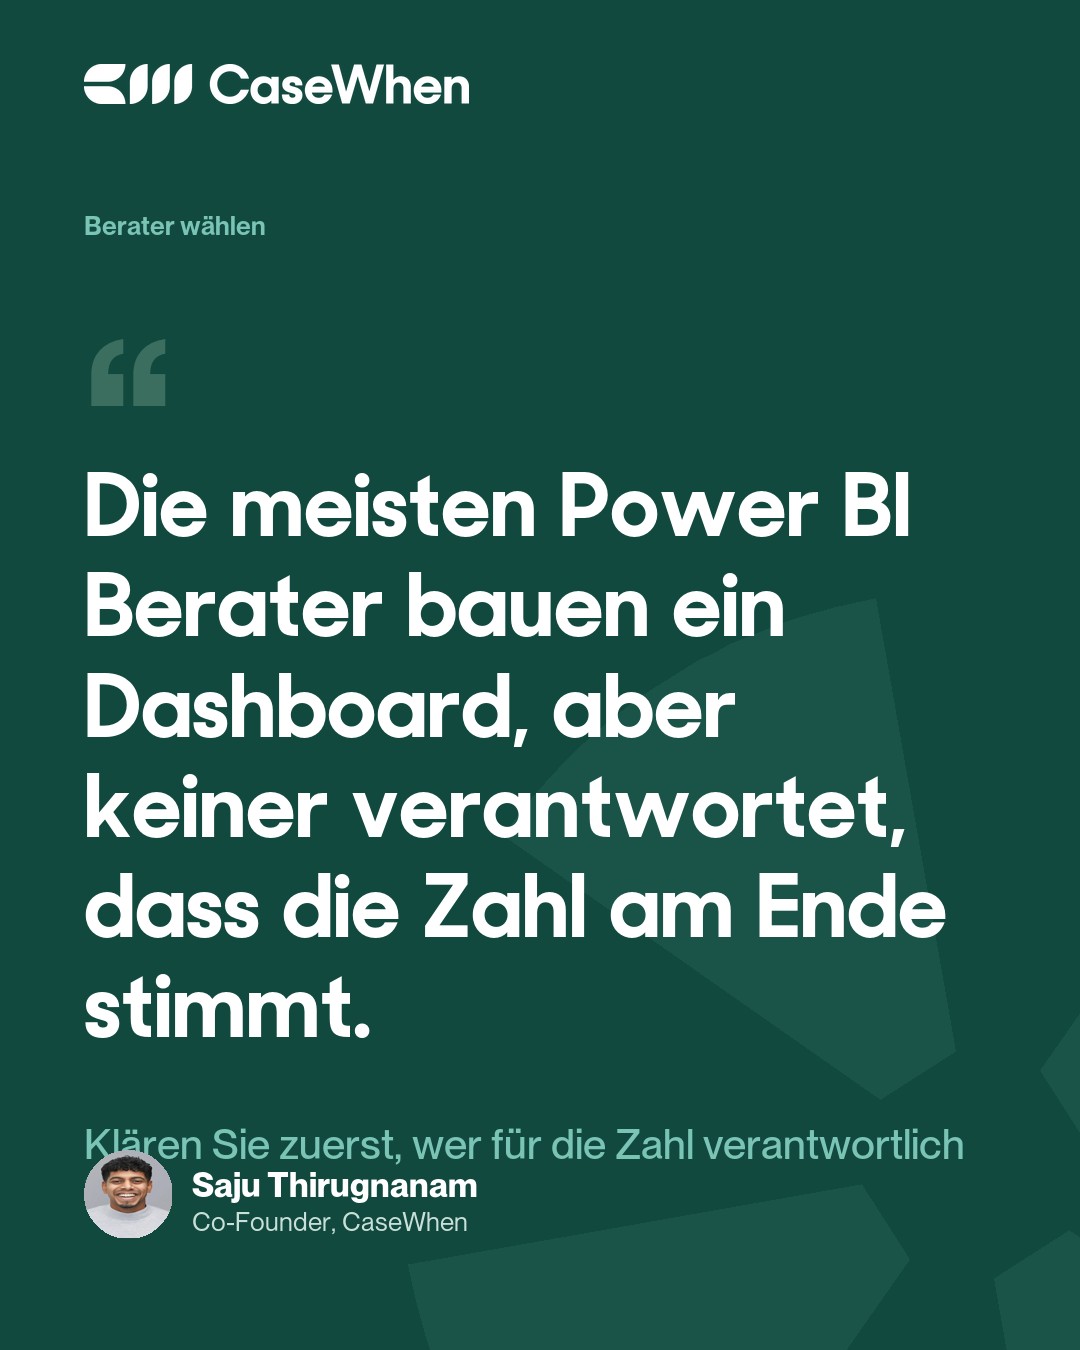 CaseWhen
Berater wählen
“
Die meisten Power BI
Berater bauen ein
Dashboard, aber
keiner verantwortet,
dass die Zahl am Ende
stimmt.
Klären Sie zuerst, wer für die Zahl verantwortlich
Saju Thirugnanam
Co-Founder, CaseWhen